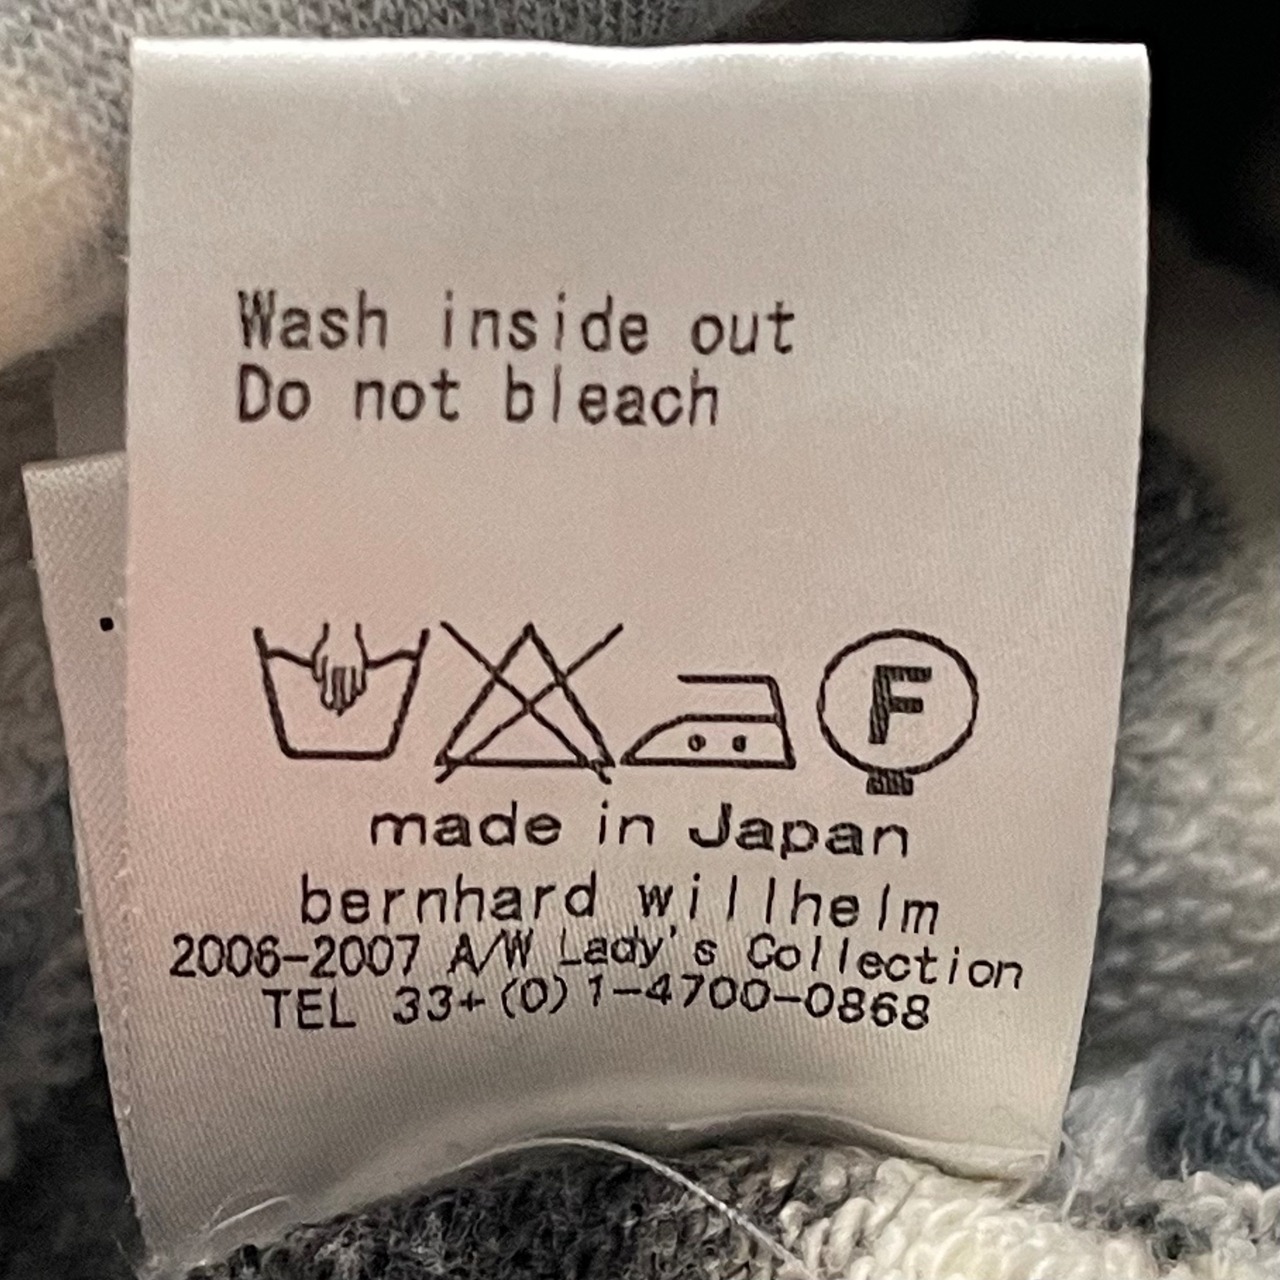 Wash inside out
Do not bleach
F
made in Japan
bernhard willhelm
2006-2007 A/W Lady's Collection
TEL 33+(0)1-4700-0868